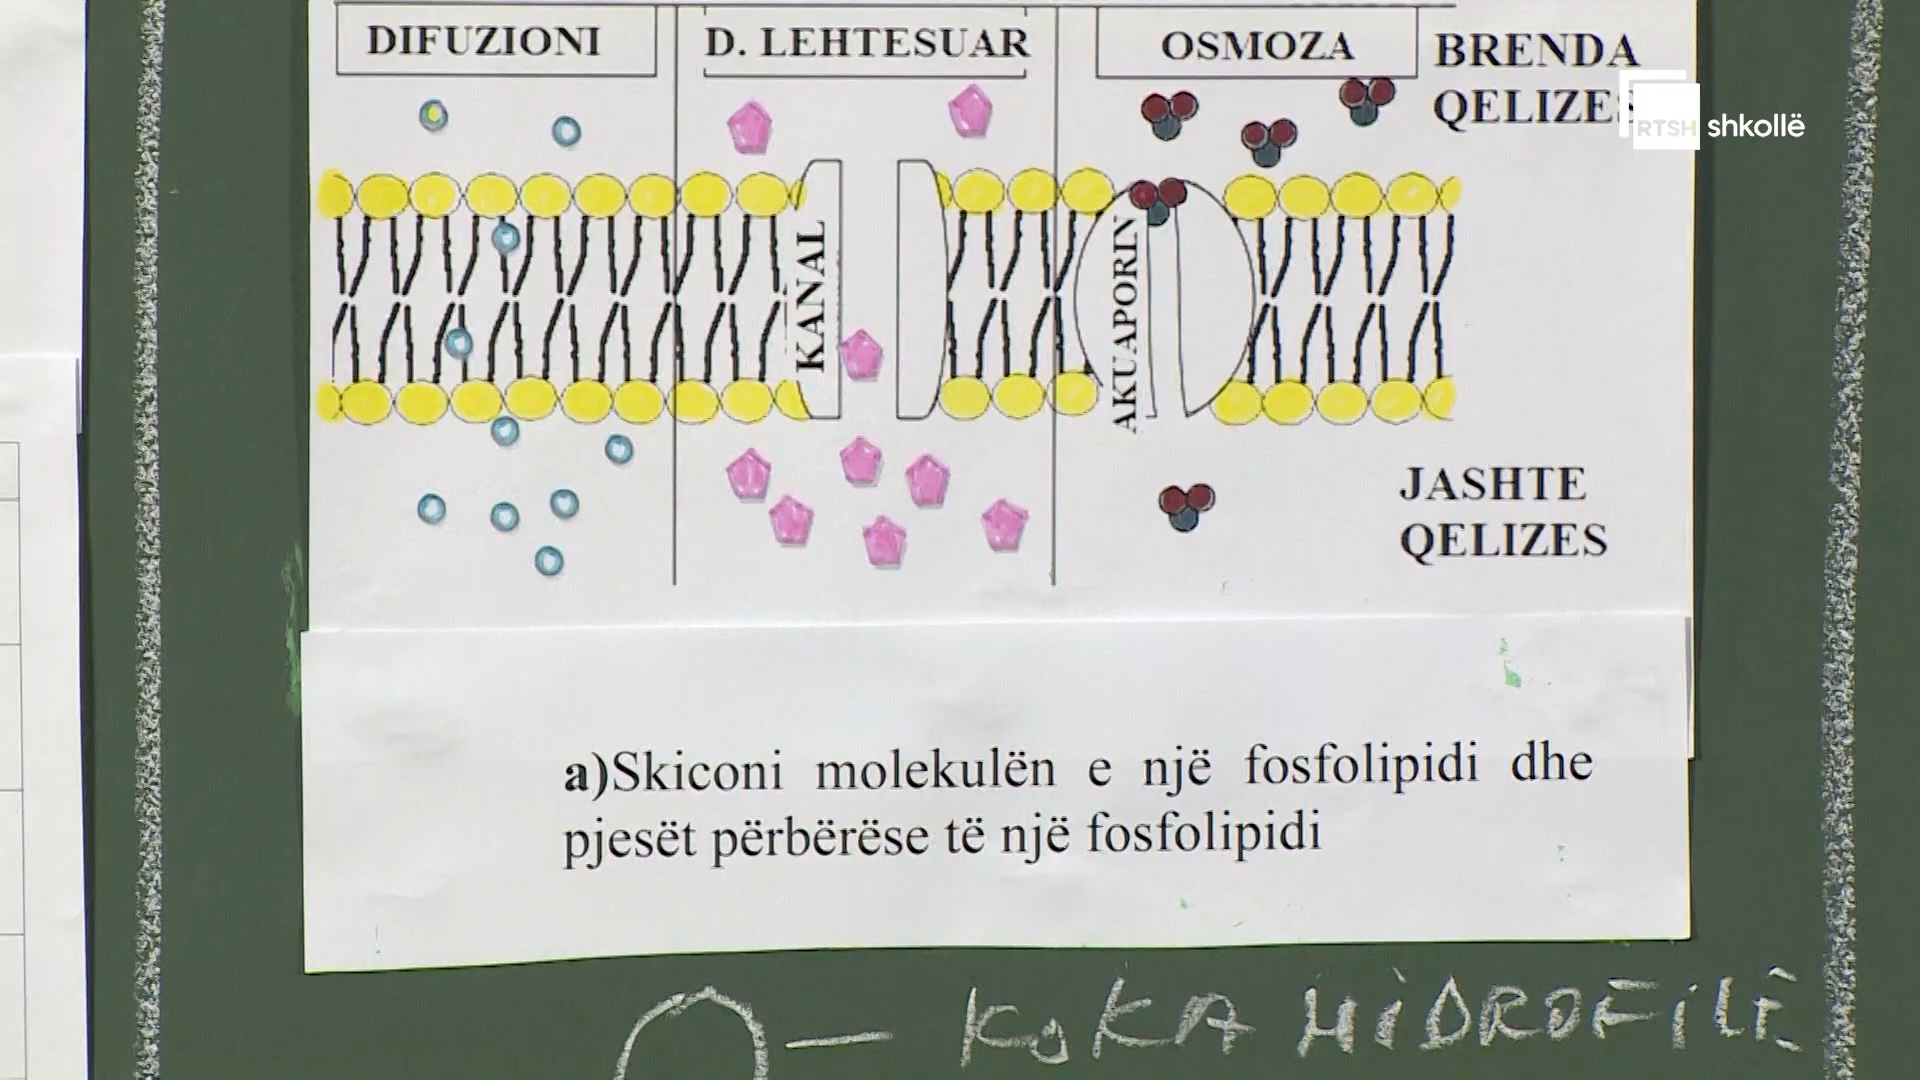 DIFUZIONI
D. LEHTESUAR
OSMOZA
BRENDA
QELIZES
RTSH shkollë
KANAL
AKUAPORIN
JASHTE
QELIZES
a)Skiconi molekulën e një fosfolipidi dhe
pjesët përbërëse të një fosfolipidi
KOKA HIDROFILË